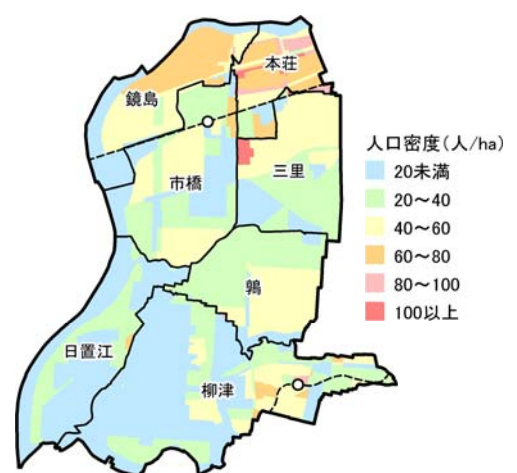 本荘
鏡島
市橋
三里
鶉
日置江
柳津
人口密度(人/ha)
20未満
20～40
40～60
60～80
80～100
100以上